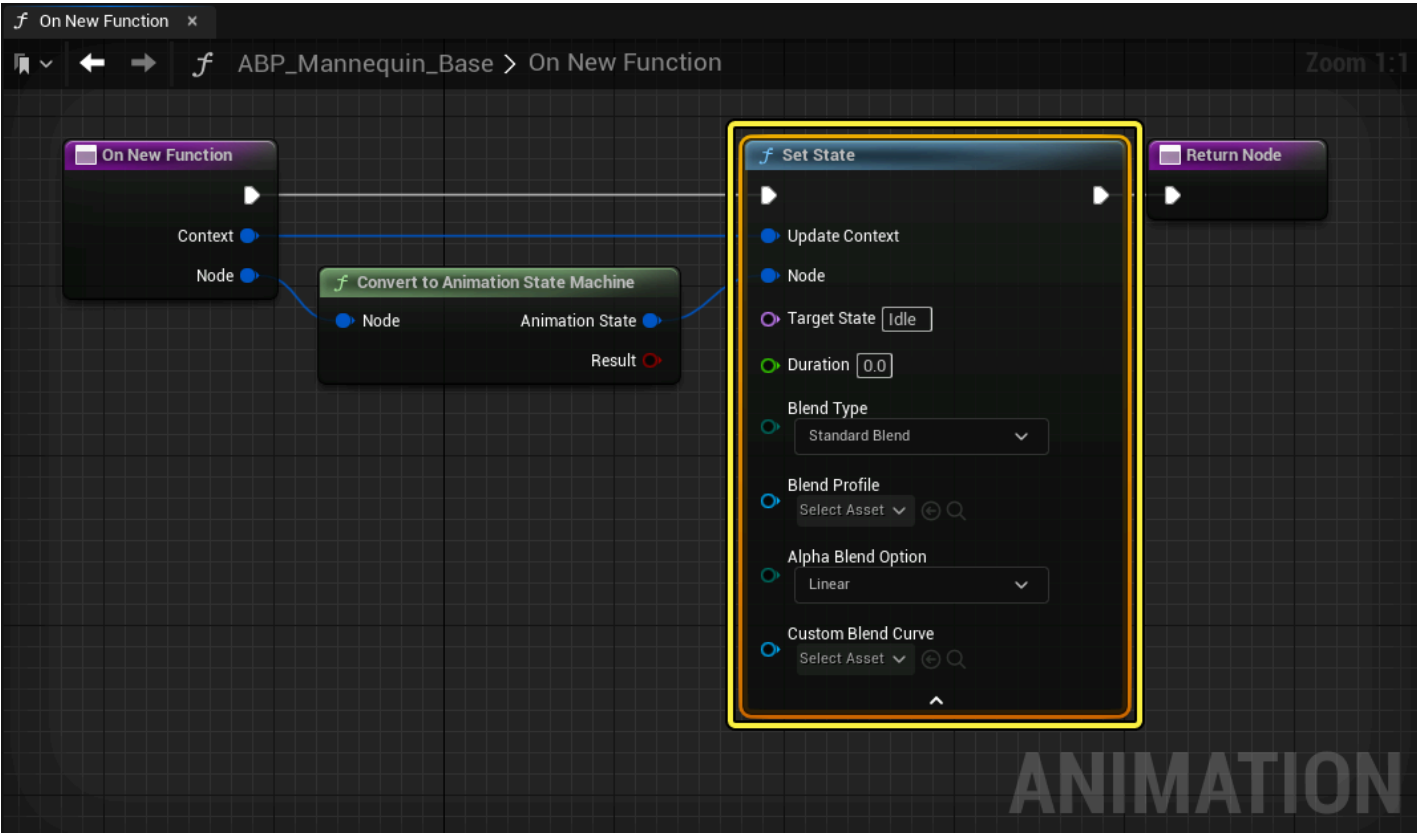 On New Function
ABP_Mannequin_Base > On New Function
Zoom 1:1
On New Function
Context
Node
Convert to Animation State Machine
Node
Animation State
Result
Set State
Update Context
Node
Target State Idle
Duration 0.0
Blend Type
Standard Blend
Blend Profile
Select Asset
Alpha Blend Option
Linear
Custom Blend Curve
Select Asset
Return Node
ANIMATION